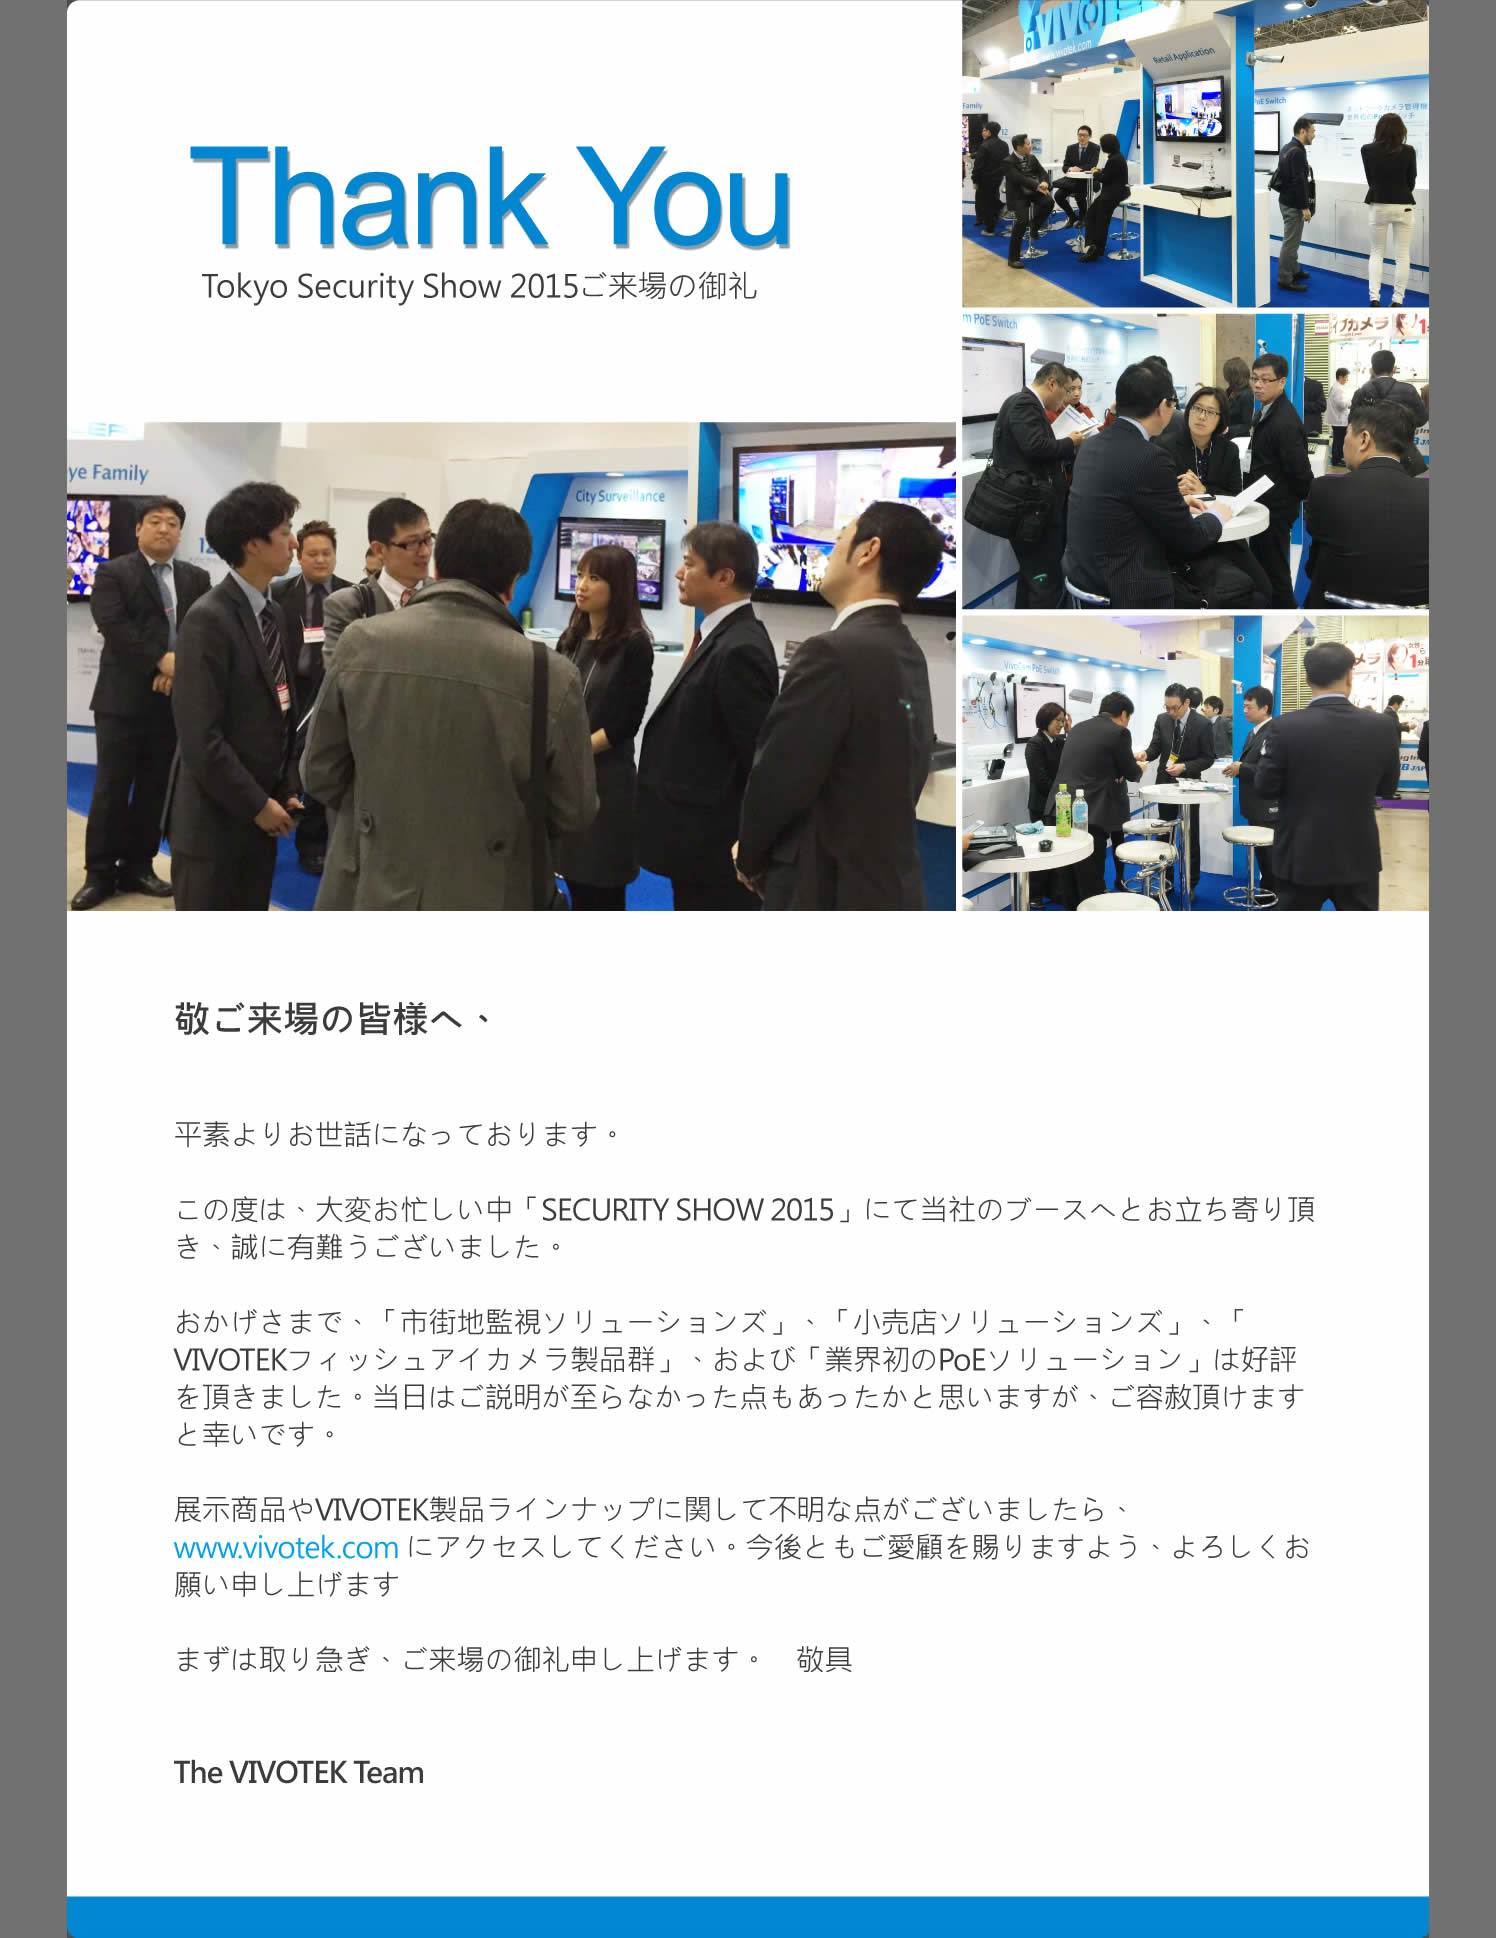 Thank You
Tokyo Security Show 2015ご来場の御礼
VIVOTEK
www.vivotek.com
Retail Application
Family
PoE Switch
ye Family
City Surveillance
PoE Switch
カメラ
VivoCam PoE Switch
メラ
敬ご来場の皆様へ、
平素よりお世話になっております。
この度は、大変お忙しい中「SECURITY SHOW 2015」にて当社のブースへとお立ち寄り頂
き、誠に有難うございました。
おかげさまで、「市街地監視ソリューションズ」、「小売店ソリューションズ」、「
VIVOTEKフィッシュアイカメラ製品群」、および「業界初のPoEソリューション」は好評
を頂きました。当日はご説明が至らなかった点もあったかと思いますが、ご容赦頂けます
と幸いです。
展示商品やVIVOTEK製品ラインナップに関して不明な点がございましたら、
www.vivotek.com にアクセスしてください。今後ともご愛顧を賜りますよう、よろしくお
願い申し上げます
まずは取り急ぎ、ご来場の御礼申し上げます。　敬具
The VIVOTEK Team